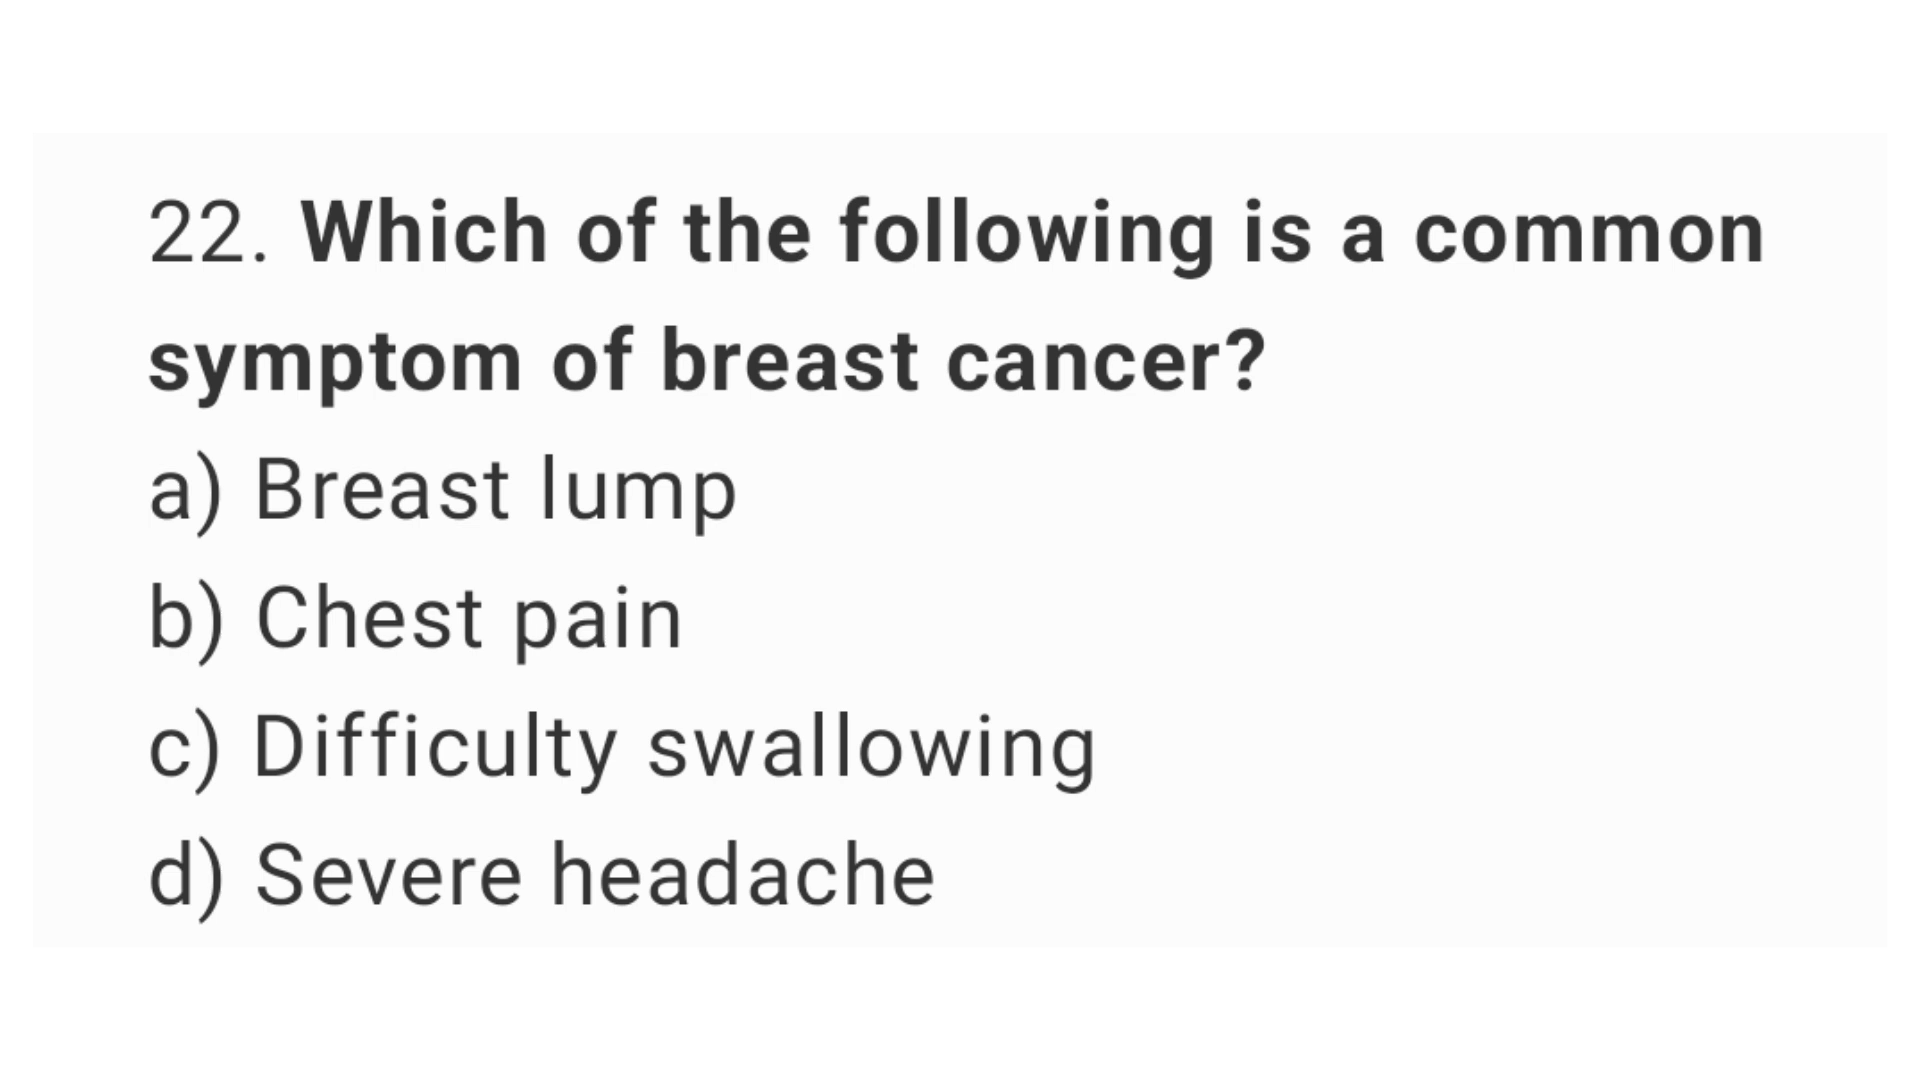 22. Which of the following is a common
symptom of breast cancer?
a) Breast lump
b) Chest pain
c) Difficulty swallowing
d) Severe headache